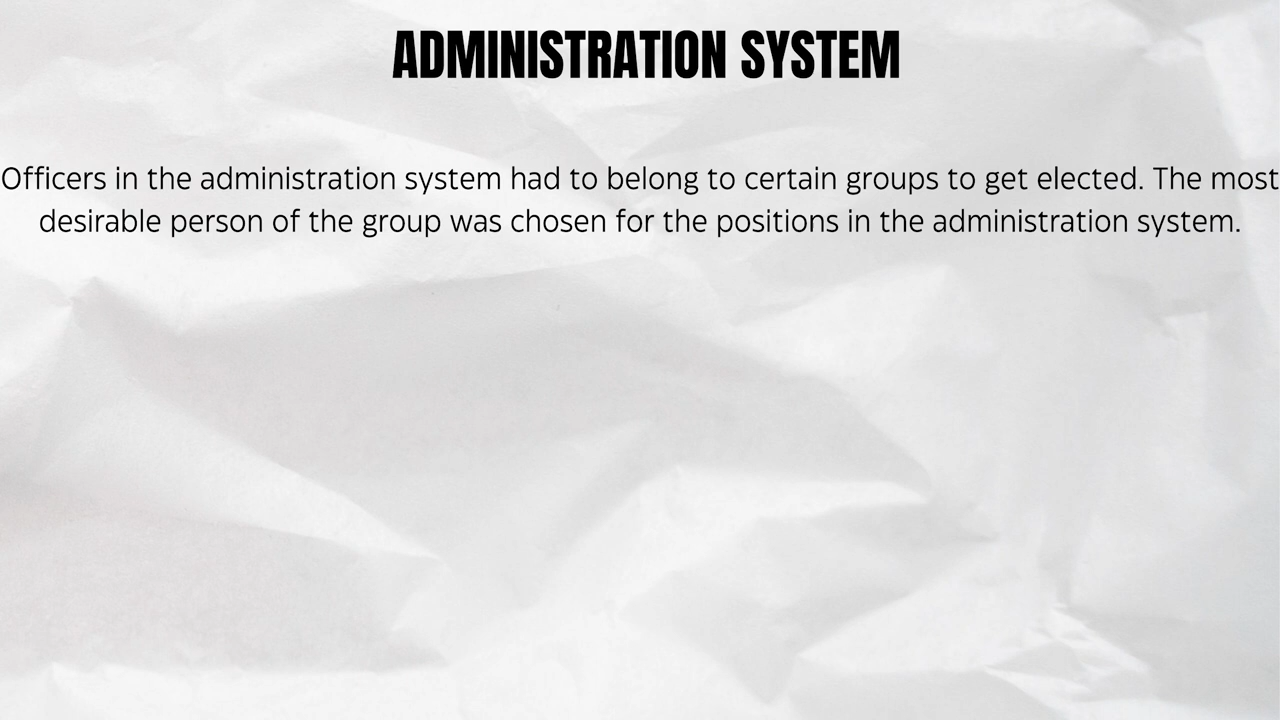 ADMINISTRATION SYSTEM
Officers in the administration system had to belong to certain groups to get elected. The most
desirable person of the group was chosen for the positions in the administration system.